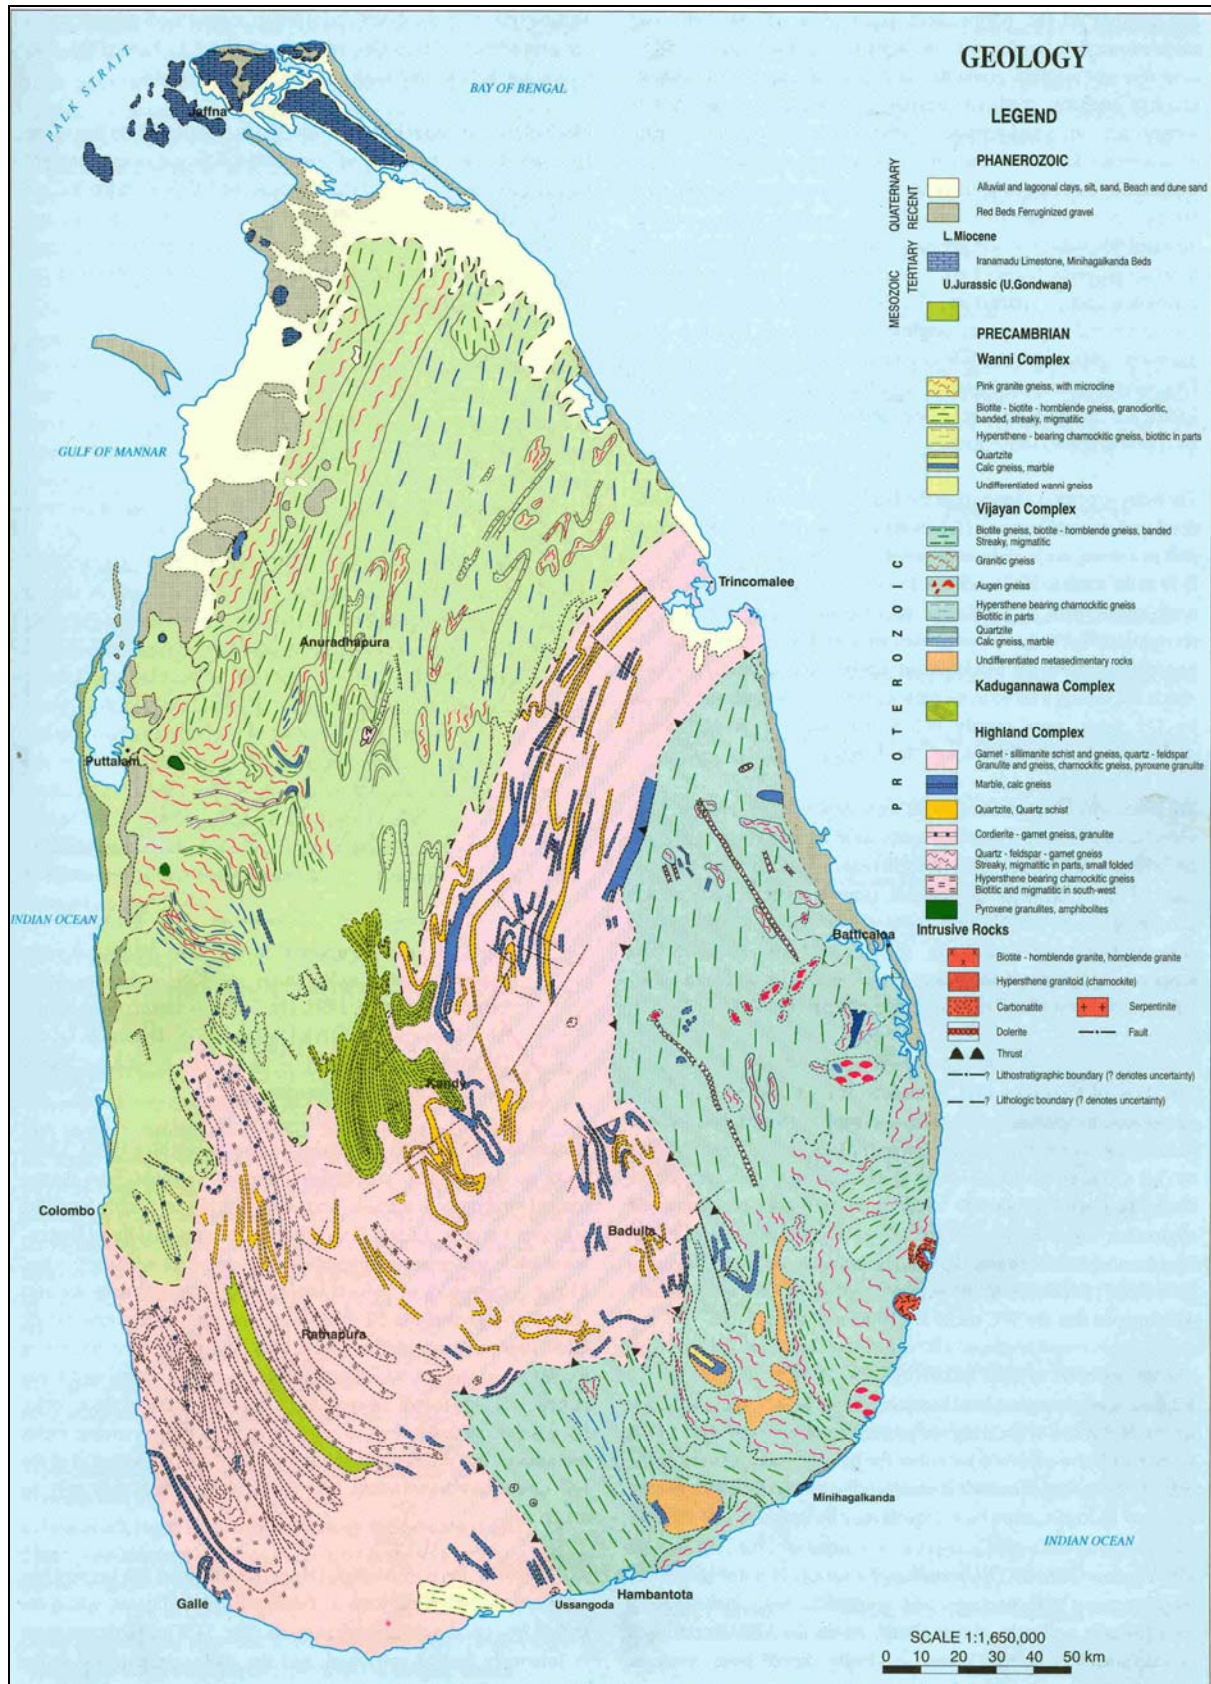 GEOLOGY
LEGEND
PHANEROZOIC
QUATERNARY
RECENT
Alluvial and lagoonal clays, silt, sand, Beach and dune sand
Red Beds Ferruginized gravel
L.Miocene
MESOZOIC
TERTIARY
Iranamadu Limestone, Minihagalkanda Beds
U.Jurassic (U.Gondwana)
PRECAMBRIAN
Wanni Complex
Pink granite gneiss, with microcline
Biotite - biotite - hornblende gneiss, granodioritic,
banded, streaky, migmatitic
Hypersthene - bearing charnockitic gneiss, biotitic in parts
Quartzite
Calc gneiss, marble
Undifferentiated wanni gneiss
Vijayan Complex
PROTEROZOIC
Biotite gneiss, biotite - hornblende gneiss, banded
Streaky, migmatitic
Granitic gneiss
Augen gneiss
Hypersthene bearing charnockitic gneiss
Biotitic in parts
Quartzite
Calc gneiss, marble
Undifferentiated metasedimentary rocks
Kadugannawa Complex
Highland Complex
Garnet - sillimanite schist and gneiss, quartz - feldspar
Granulite and gneiss, charnockitic gneiss, pyroxene granulite
Marble, calc gneiss
Quartzite, Quartz schist
Cordierite - garnet gneiss, granulite
Quartz - feldspar - garnet gneiss
Streaky, migmatitic in parts, small folded
Hypersthene bearing charnockitic gneiss
Biotitic and migmatitic in south-west
Pyroxene granulites, amphibolites
Intrusive Rocks
Biotite - hornblende granite, hornblende granite
Hypersthene granitoid (charnockite)
Carbonatite
Serpentinite
Dolerite
Fault
Thrust
? Lithostratigraphic boundary (? denotes uncertainty)
? Lithologic boundary (? denotes uncertainty)
PALK STRAIT
BAY OF BENGAL
Jaffna
GULF OF MANNAR
Trincomalee
Anuradhapura
Puttalam
INDIAN OCEAN
Batticaloa
Kandy
Colombo
Badulla
Ratnapura
Minihagalkanda
INDIAN OCEAN
Hambantota
Ussangoda
Galle
SCALE 1:1,650,000
0 10 20 30 40 50 km